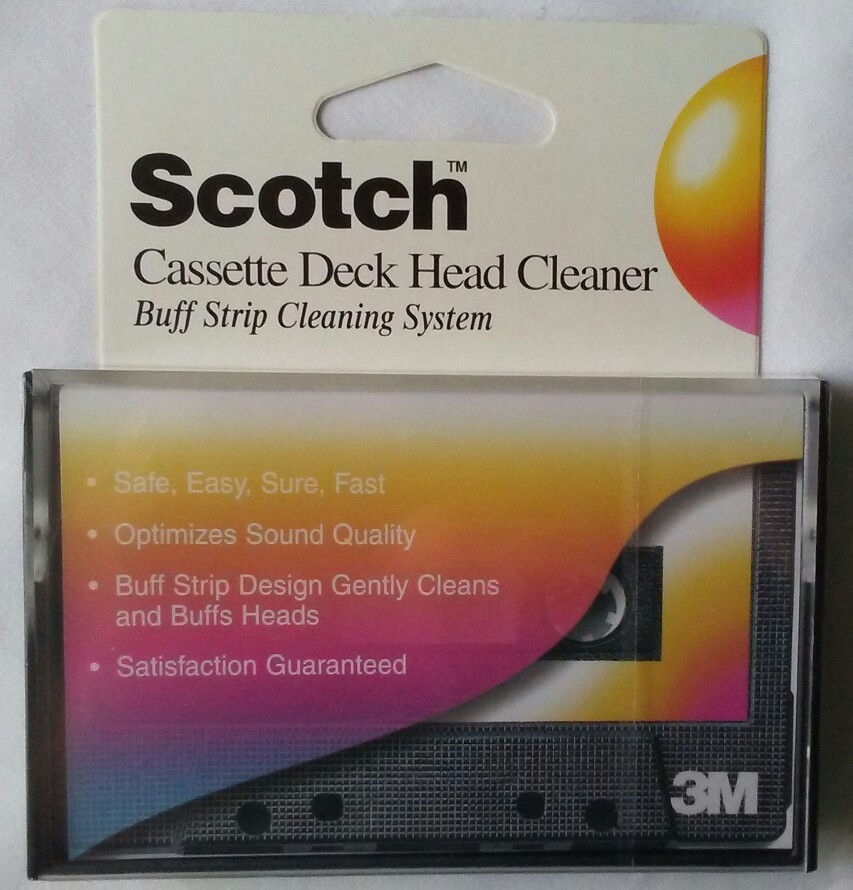 Scotch™
Cassette Deck Head Cleaner
Buff Strip Cleaning System
• Safe, Easy, Sure, Fast
• Optimizes Sound Quality
• Buff Strip Design Gently Cleans
and Buffs Heads
• Satisfaction Guaranteed
3M